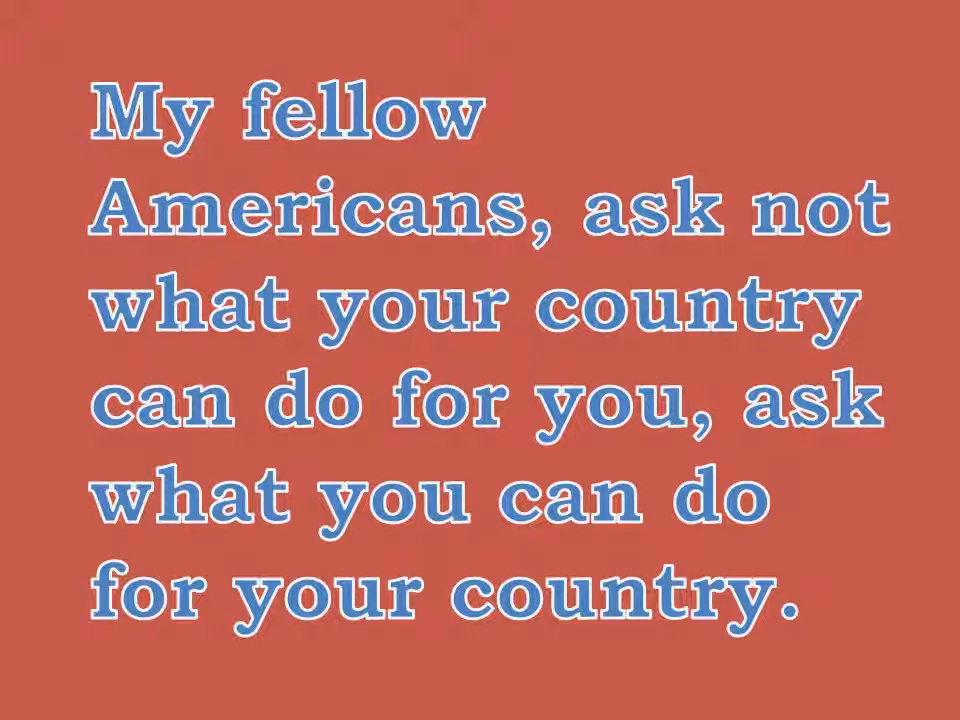 My fellow
Americans, ask not
what your country
can do for you, ask
what you can do
for your country.